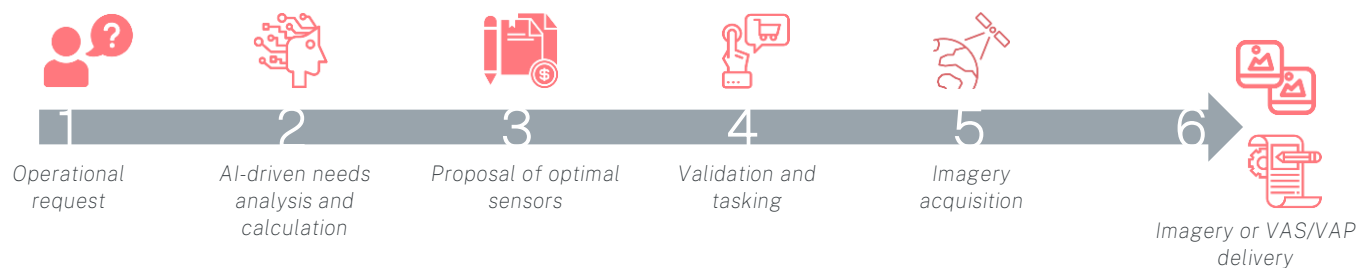 1
Operational
request
2
AI-driven needs
analysis and
calculation
3
Proposal of optimal
sensors
$
4
Validation and
tasking
5
Imagery
acquisition
6
Imagery or VAS/VAP
delivery
?